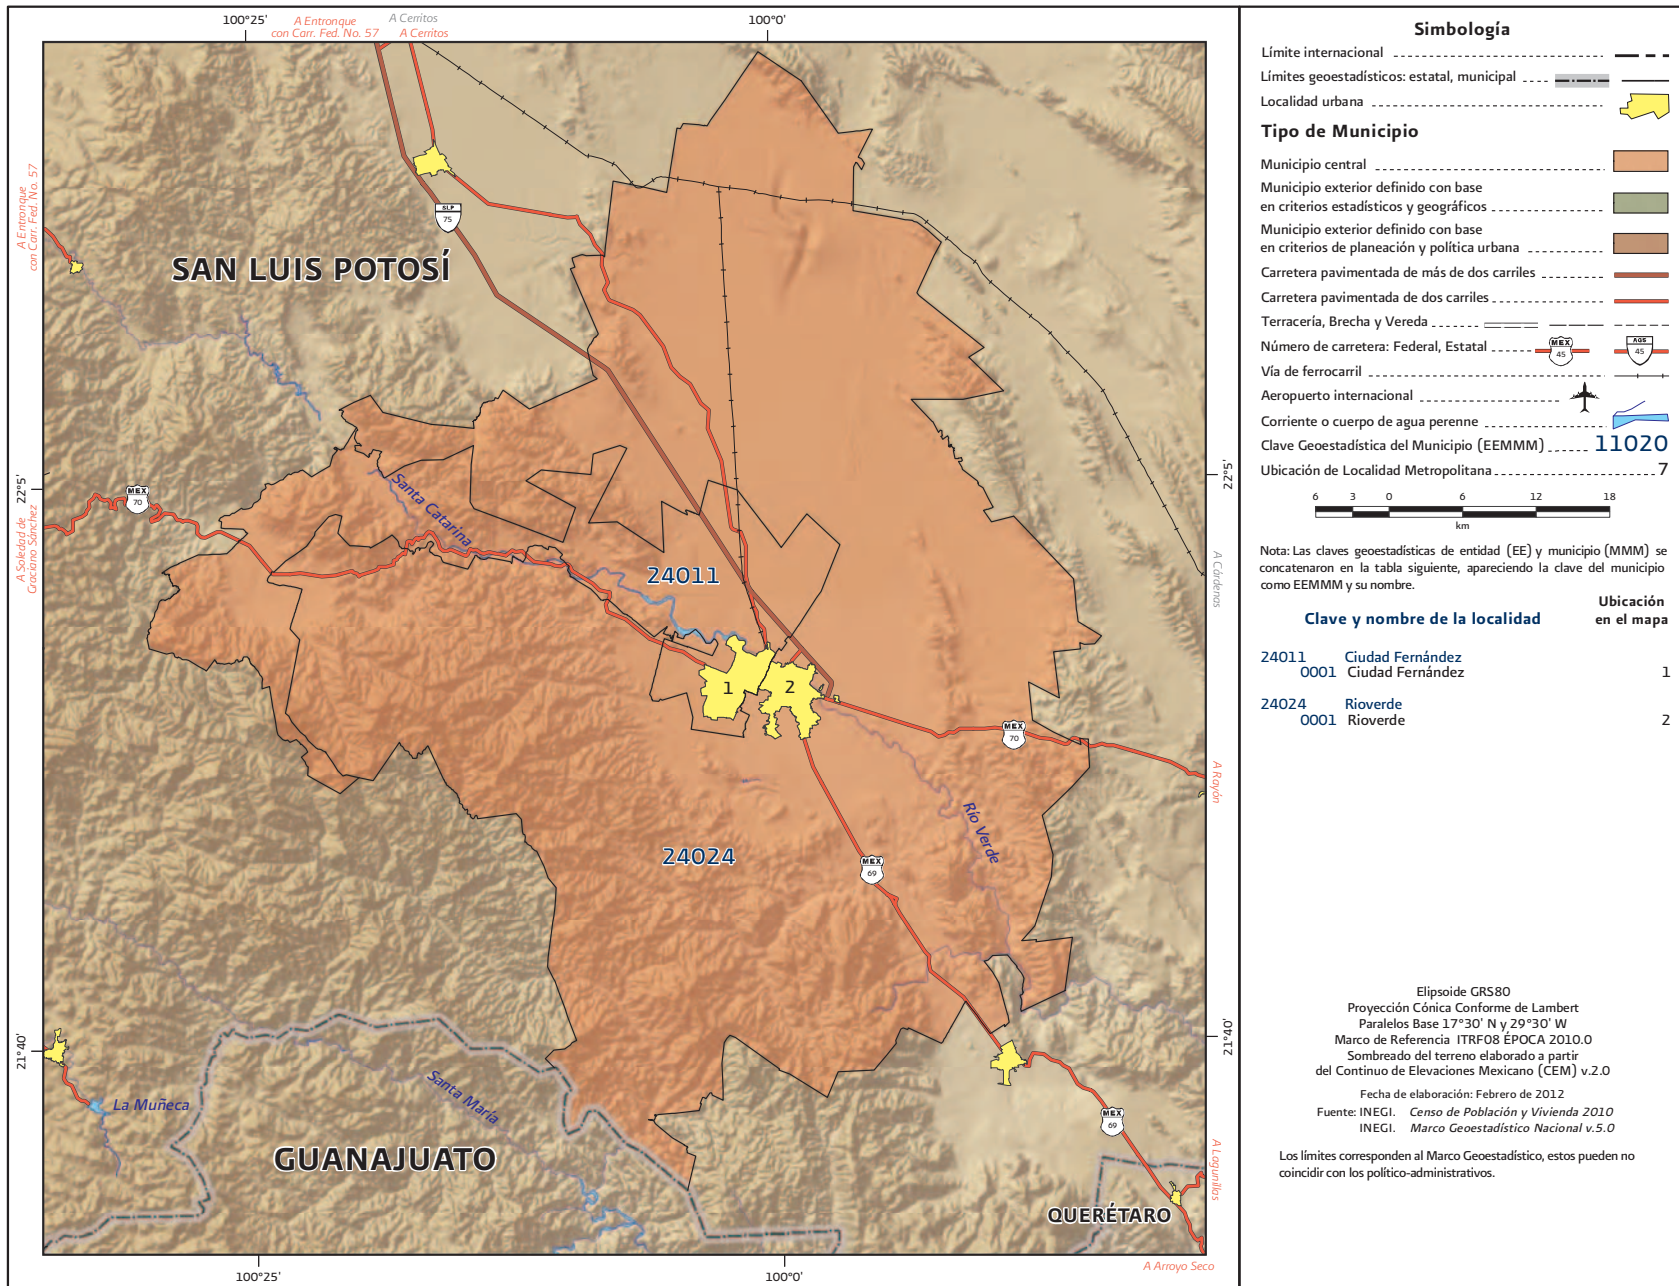 100°25'
A Entronque
con Carr. Fed. No. 57
A Cerritos
A Cerritos
100°0'
A Entronque
con Carr. Fed. No. 57
SLP
75
SAN LUIS POTOSÍ
22°5'
22°5'
MEX
70
A Soledad de
Graciano Sánchez
Santa Catarina
24011
A Cárdenas
1
2
MEX
70
A Rayón
Río Verde
24024
MEX
69
21°40'
21°40'
La Muñeca
Santa María
MEX
69
GUANAJUATO
A Lagunillas
QUERÉTARO
A Arroyo Seco
100°25'
100°0'
Simbología
Límite internacional
Límites geoestadísticos: estatal, municipal
Localidad urbana
Tipo de Municipio
Municipio central
Municipio exterior definido con base
en criterios estadísticos y geográficos
Municipio exterior definido con base
en criterios de planeación y política urbana
Carretera pavimentada de más de dos carriles
Carretera pavimentada de dos carriles
Terracería, Brecha y Vereda
Número de carretera: Federal, Estatal MEX 45 AGS 45
Vía de ferrocarril
Aeropuerto internacional
Corriente o cuerpo de agua perenne
Clave Geoestadística del Municipio (EEMMM) 11020
Ubicación de Localidad Metropolitana 7
6 3 0 6 12 18
km
Nota: Las claves geoestadísticas de entidad (EE) y municipio (MMM) se
concatenaron en la tabla siguiente, apareciendo la clave del municipio
como EEMMM y su nombre.
Clave y nombre de la localidad
Ubicación
en el mapa
24011 Ciudad Fernández
0001 Ciudad Fernández 1
24024 Rioverde
0001 Rioverde 2
Elipsoide GRS80
Proyección Cónica Conforme de Lambert
Paralelos Base 17°30' N y 29°30' W
Marco de Referencia ITRF08 ÉPOCA 2010.0
Sombreado del terreno elaborado a partir
del Continuo de Elevaciones Mexicano (CEM) v.2.0
Fecha de elaboración: Febrero de 2012
Fuente: INEGI. Censo de Población y Vivienda 2010
INEGI. Marco Geoestadístico Nacional v.5.0
Los límites corresponden al Marco Geoestadístico, estos pueden no
coincidir con los político-administrativos.